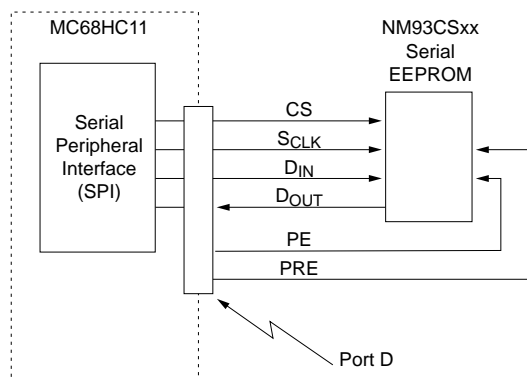 MC68HC11
NM93CSxx
Serial
EEPROM
Serial
Peripheral
Interface
(SPI)
CS
SCLK
DIN
DOUT
PE
PRE
Port D